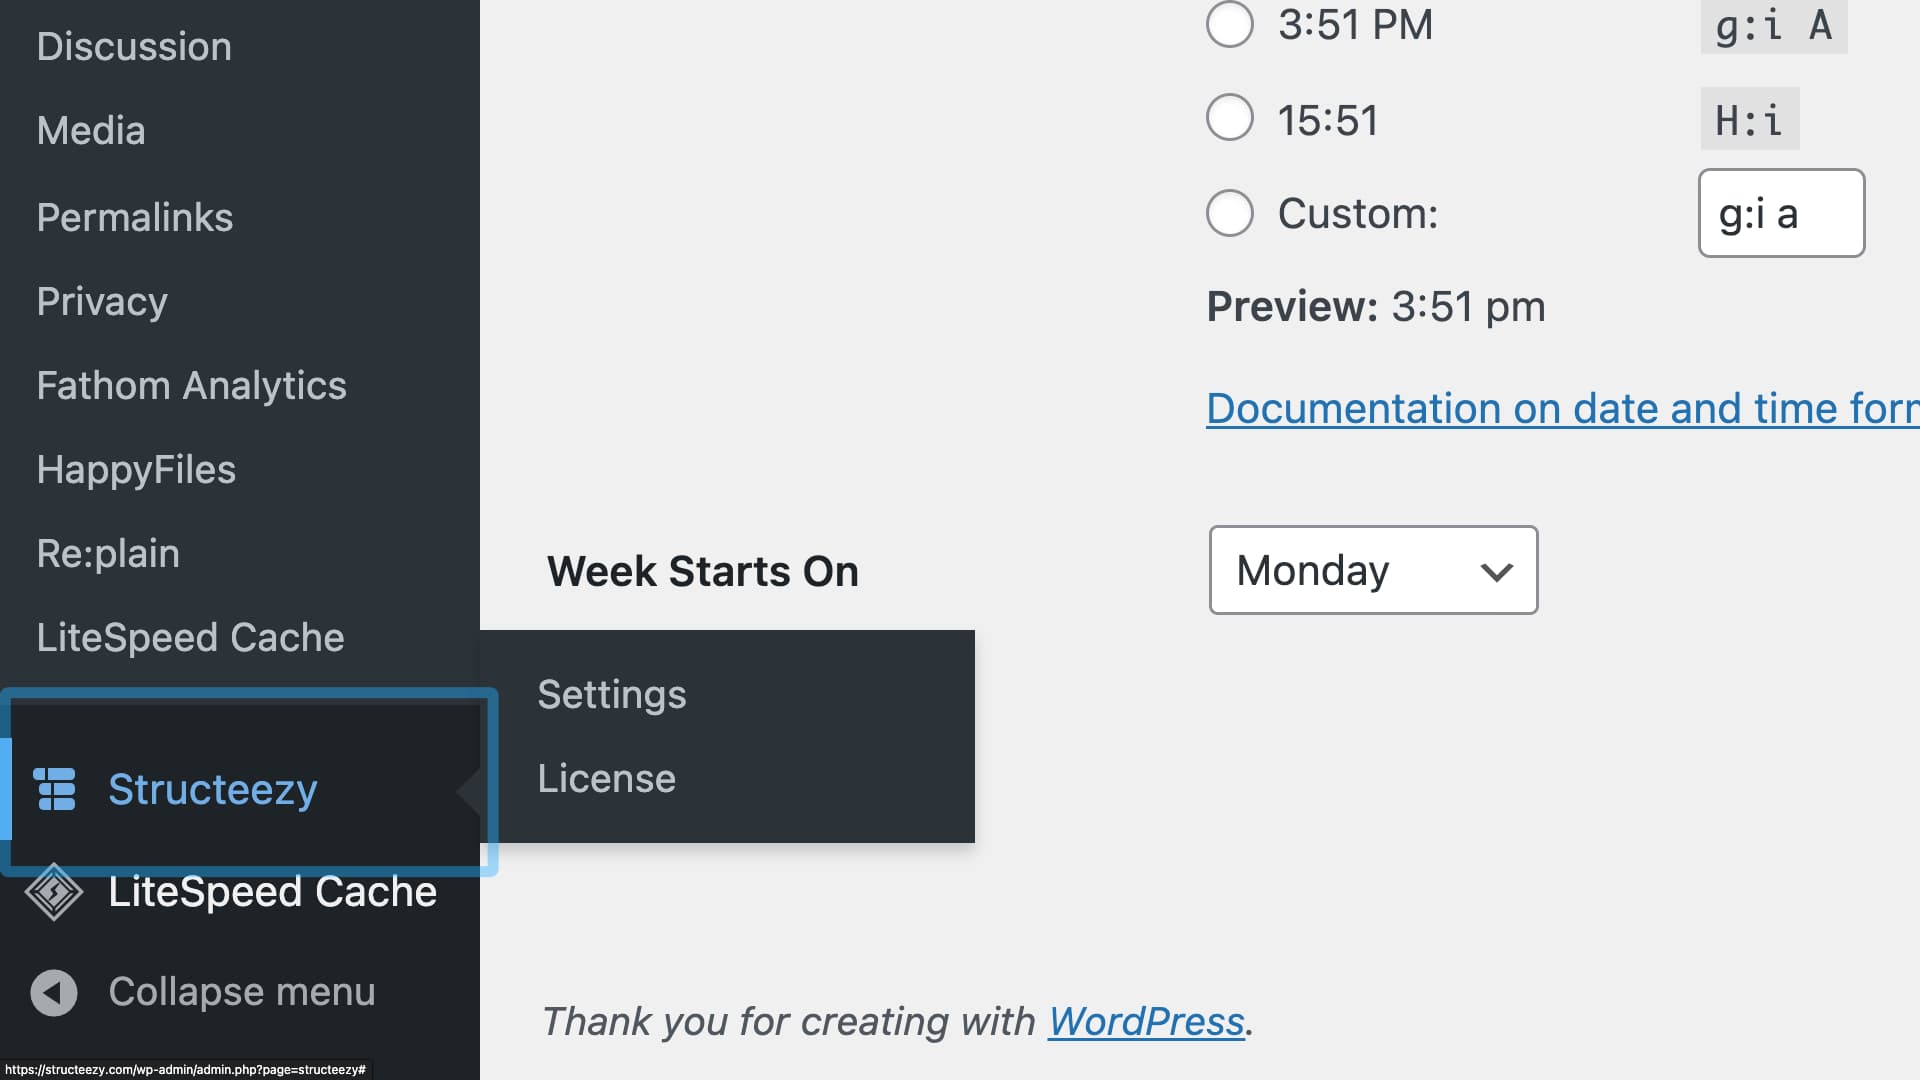 Discussion
Media
Permalinks
Privacy
Fathom Analytics
HappyFiles
Re:plain
LiteSpeed Cache
Structeezy
LiteSpeed Cache
Collapse menu
Settings
License
3:51 PM g:i A
15:51 H:i
Custom: g:i a
Preview: 3:51 pm
Documentation on date and time
Week Starts On Monday
Thank you for creating with WordPress.
https://structeezy.com/wp-admin/admin.php?page=structeezy#